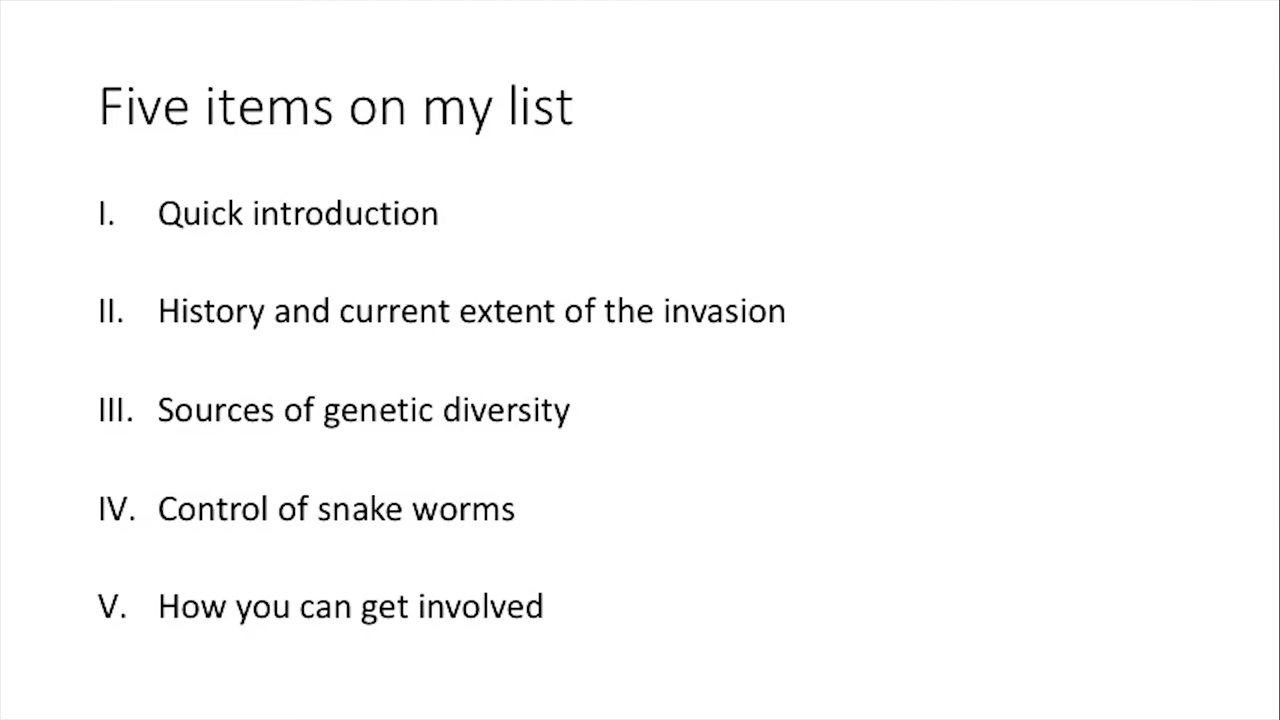 Five items on my list
I. Quick introduction
II. History and current extent of the invasion
III. Sources of genetic diversity
IV. Control of snake worms
V. How you can get involved